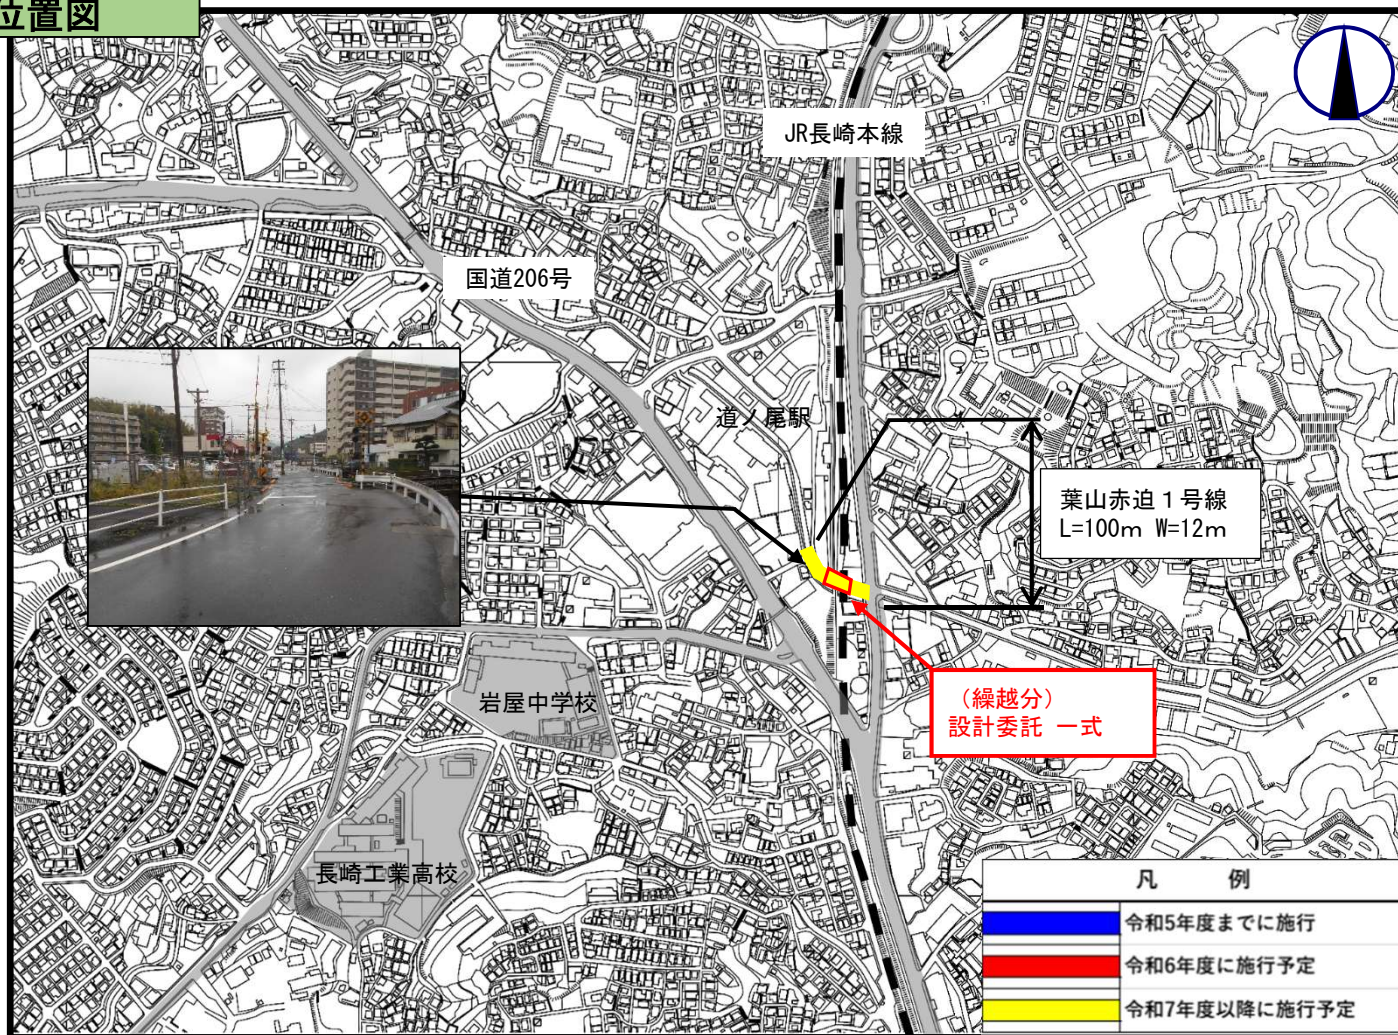 位置図
JR長崎本線
国道206号
道ノ尾駅
葉山赤迫１号線
L=100m W=12m
（繰越分）
設計委託 一式
岩屋中学校
長崎工業高校
凡 例
令和5年度までに施行
令和6年度に施行予定
令和7年度以降に施行予定